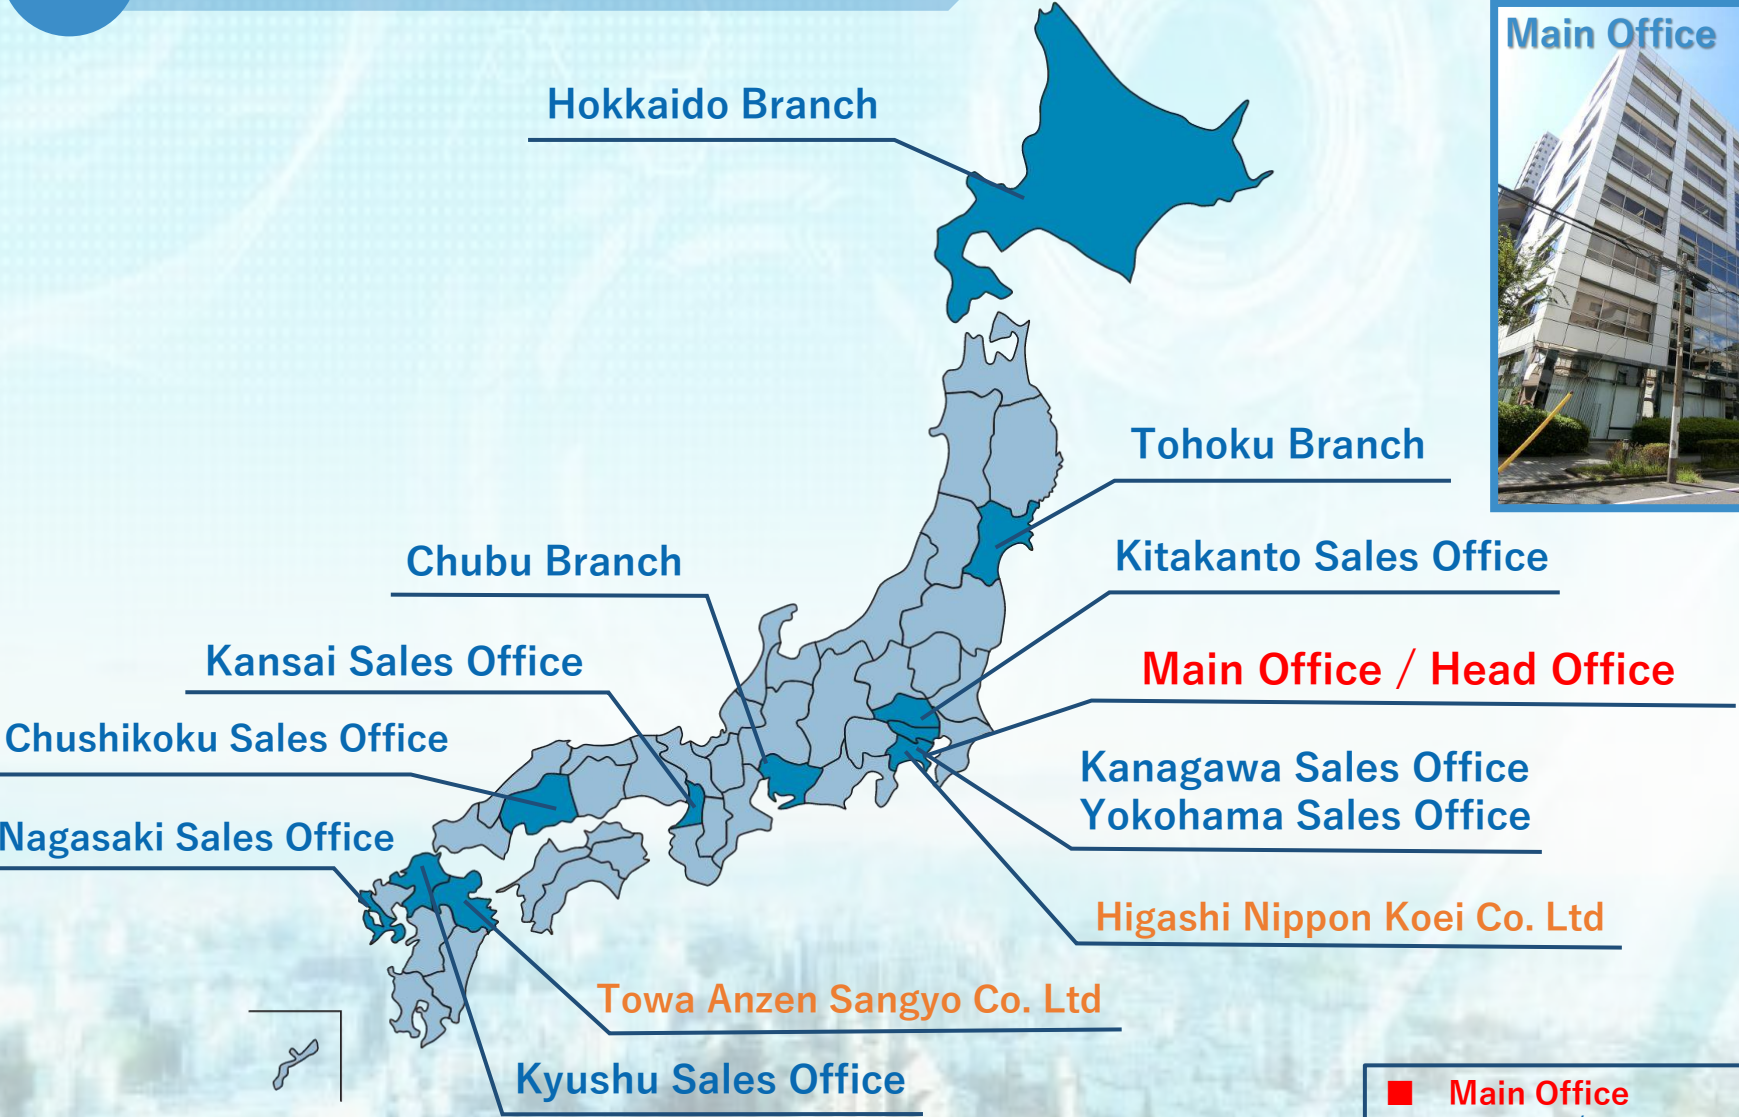 Main Office
Hokkaido Branch
Tohoku Branch
Chubu Branch
Kitakanto Sales Office
Kansai Sales Office
Main Office / Head Office
Chushikoku Sales Office
Kanagawa Sales Office
Yokohama Sales Office
Nagasaki Sales Office
Higashi Nippon Koei Co. Ltd
Towa Anzen Sangyo Co. Ltd
Kyushu Sales Office
■ Main Office